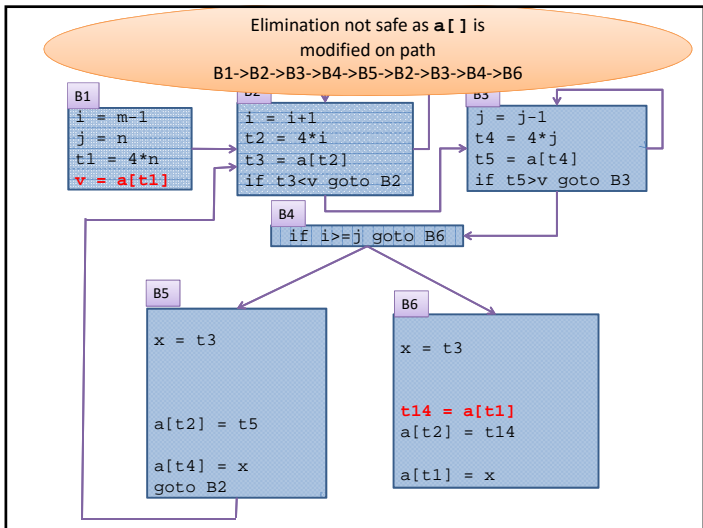 Elimination not safe as a[] is
modified on path
B1->B2->B3->B4->B5->B2->B3->B4->B6
B1
i = m-1
j = n
t1 = 4*n
v = a[t1]
B2
i = i+1
t2 = 4*i
t3 = a[t2]
if t3<v goto B2
B3
j = j-1
t4 = 4*j
t5 = a[t4]
if t5>v goto B3
B4
if i>=j goto B6
B5
x = t3
a[t2] = t5
a[t4] = x
goto B2
B6
x = t3
t14 = a[t1]
a[t2] = t14
a[t1] = x